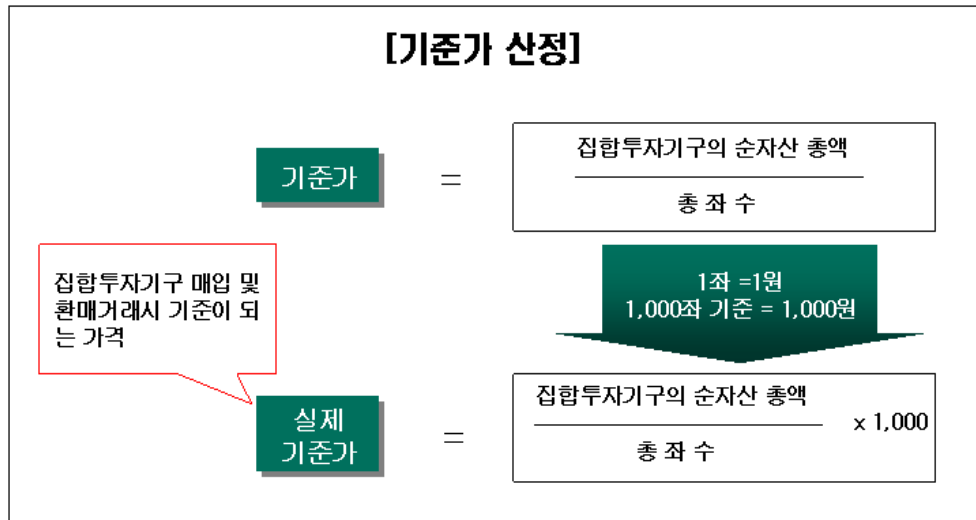 [기준가 산정]
기준가
=
집합투자기구의 순자산 총액
총 좌 수
집합투자기구 매입 및
환매거래시 기준이 되
는 가격
1좌 =1원
1,000좌 기준 = 1,000원
실제
기준가
=
집합투자기구의 순자산 총액
총 좌 수
x 1,000